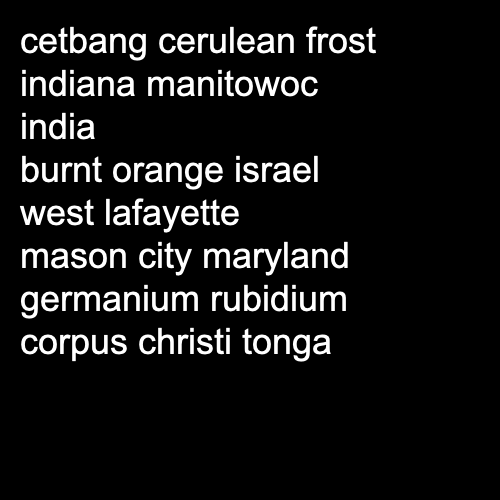 cetbang cerulean frost
indiana manitowoc
india
burnt orange israel
west lafayette
mason city maryland
germanium rubidium
corpus christi tonga